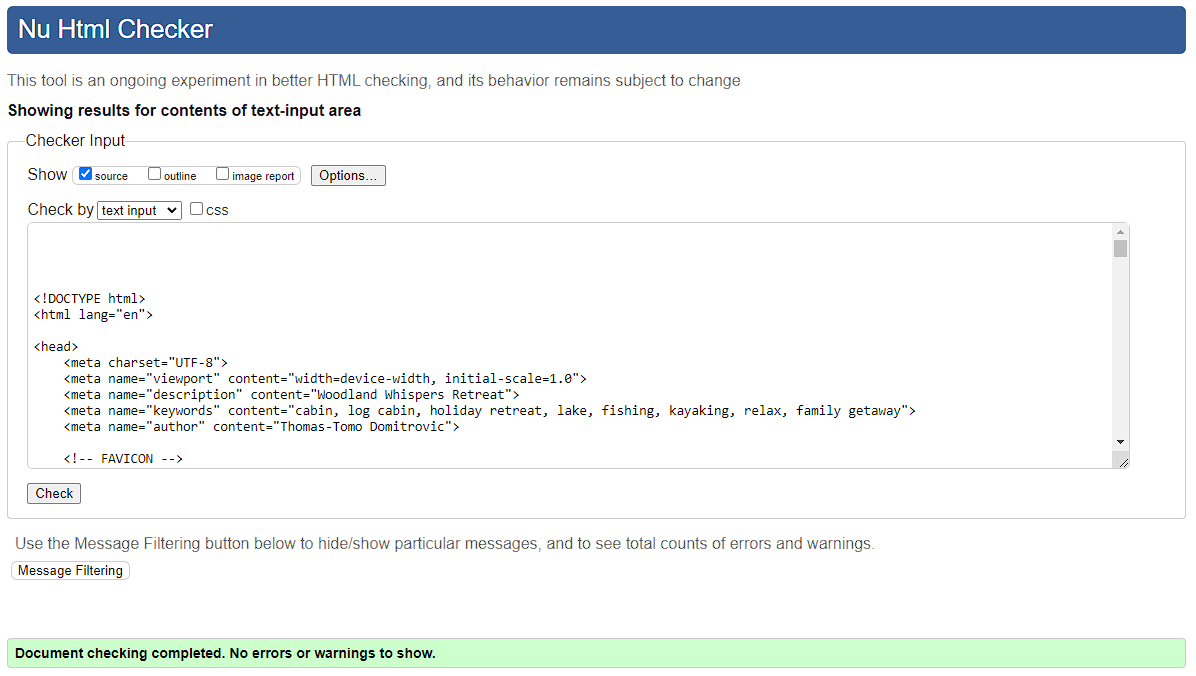 Nu Html Checker
This tool is an ongoing experiment in better HTML checking, and its behavior remains subject to change
Showing results for contents of text-input area
Checker Input
Show source outline image report Options...
Check by text input css
<!DOCTYPE html>
<html lang="en">
<head>
    <meta charset="UTF-8">
    <meta name="viewport" content="width=device-width, initial-scale=1.0">
    <meta name="description" content="Woodland Whispers Retreat">
    <meta name="keywords" content="cabin, log cabin, holiday retreat, lake, fishing, kayaking, relax, family getaway">
    <meta name="author" content="Thomas-Tomo Domitrovic">
    <!-- FAVICON -->
Check
Use the Message Filtering button below to hide/show particular messages, and to see total counts of errors and warnings.
Message Filtering
Document checking completed. No errors or warnings to show.